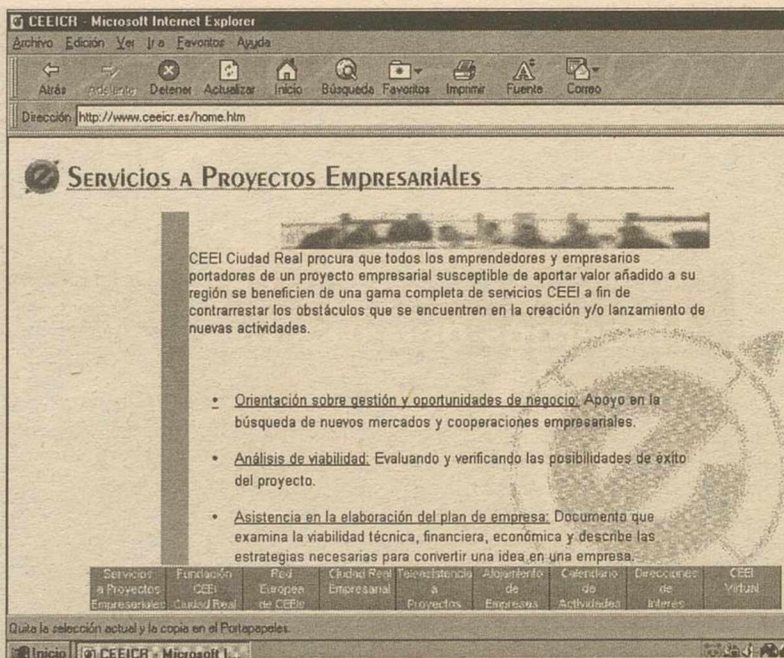 CEEICR - Microsoft Internet Explorer
Archivo Edición Ver Ir a Favoritos Ayuda
Atrás Adelante Detener Actualizar Inicio Búsqueda Favoritos Imprimir Fuente Correo
Dirección http://www.ceeicr.es/home.htm
SERVICIOS A PROYECTOS EMPRESARIALES
CEEI Ciudad Real procura que todos los emprendedores y empresarios
portadores de un proyecto empresarial susceptible de aportar valor añadido a su
región se beneficien de una gama completa de servicios CEEI a fin de
contrarrestar los obstáculos que se encuentren en la creación y/o lanzamiento de
nuevas actividades.
• Orientación sobre gestión y oportunidades de negocio: Apoyo en la
búsqueda de nuevos mercados y cooperaciones empresariales.
• Análisis de viabilidad: Evaluando y verificando las posibilidades de éxito
del proyecto.
• Asistencia en la elaboración del plan de empresa: Documento que
examina la viabilidad técnica, financiera, económica y describe las
estrategias necesarias para convertir una idea en una empresa.
Servicios a Proyectos Empresariales
Fundación CEEI Ciudad Real
Red Europea de CEEIs
Ciudad Real Empresarial
Teleasistencia a Proyectos
Alojamiento de Empresas
Calendario de Actividades
Direcciones de Interés
CEEI Virtual
Quita la selección actual y la copia en el Portapapeles.
Inicio CEEICR - Microsoft I...